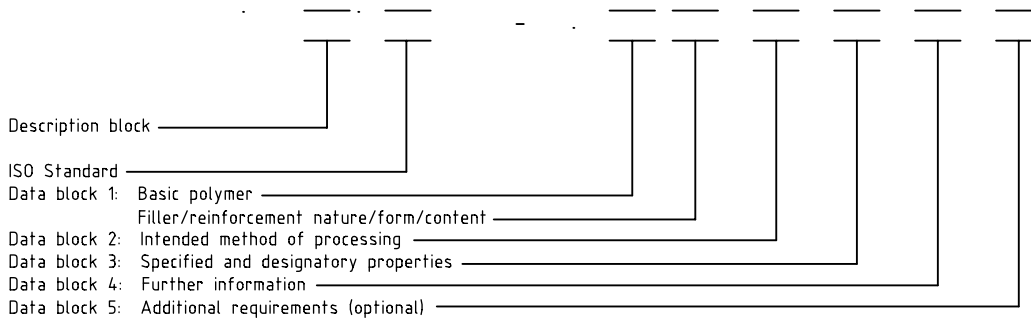 Description block
ISO Standard
Data block 1: Basic polymer
Filler/reinforcement nature/form/content
Data block 2: Intended method of processing
Data block 3: Specified and designatory properties
Data block 4: Further information
Data block 5: Additional requirements (optional)